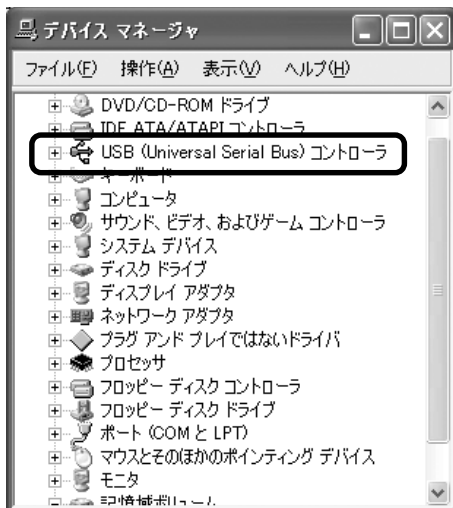 デバイス マネージャ
ファイル(F) 操作(A) 表示(V) ヘルプ(H)
DVD/CD-ROM ドライブ
IDE ATA/ATAPI コントローラ
USB (Universal Serial Bus) コントローラ
キーボード
コンピュータ
サウンド、ビデオ、およびゲーム コントローラ
システム デバイス
ディスク ドライブ
ディスプレイ アダプタ
ネットワーク アダプタ
プラグ アンド プレイではないドライバ
プロセッサ
フロッピー ディスク コントローラ
フロッピー ディスク ドライブ
ポート (COM と LPT)
マウスとそのほかのポインティング デバイス
モニタ
記憶域ボリューム